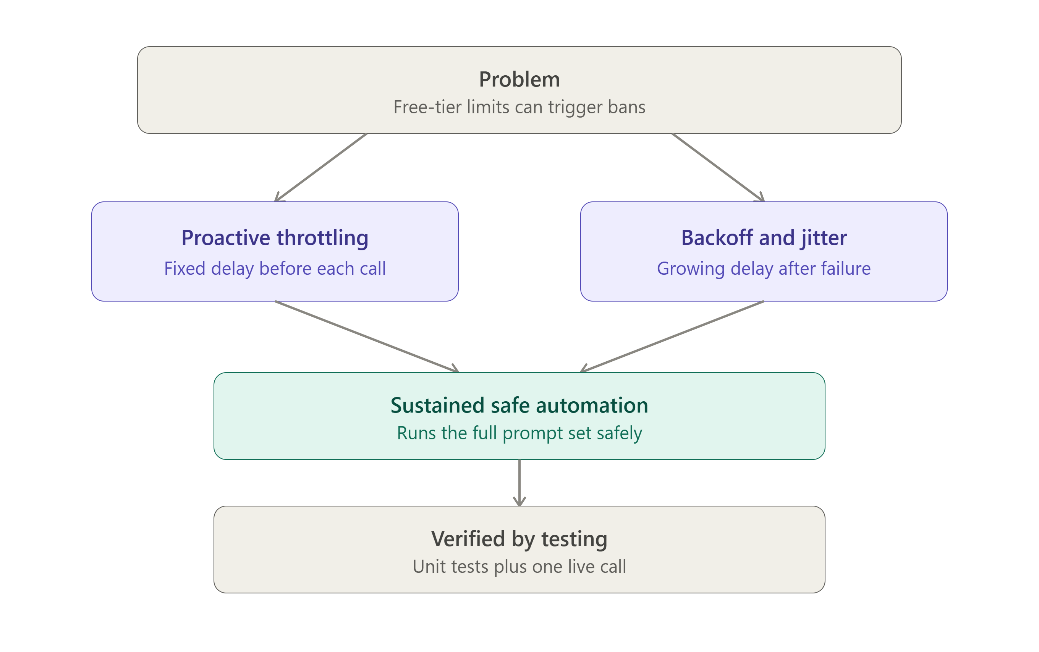 Problem
Free-tier limits can trigger bans
Proactive throttling
Fixed delay before each call
Backoff and jitter
Growing delay after failure
Sustained safe automation
Runs the full prompt set safely
Verified by testing
Unit tests plus one live call